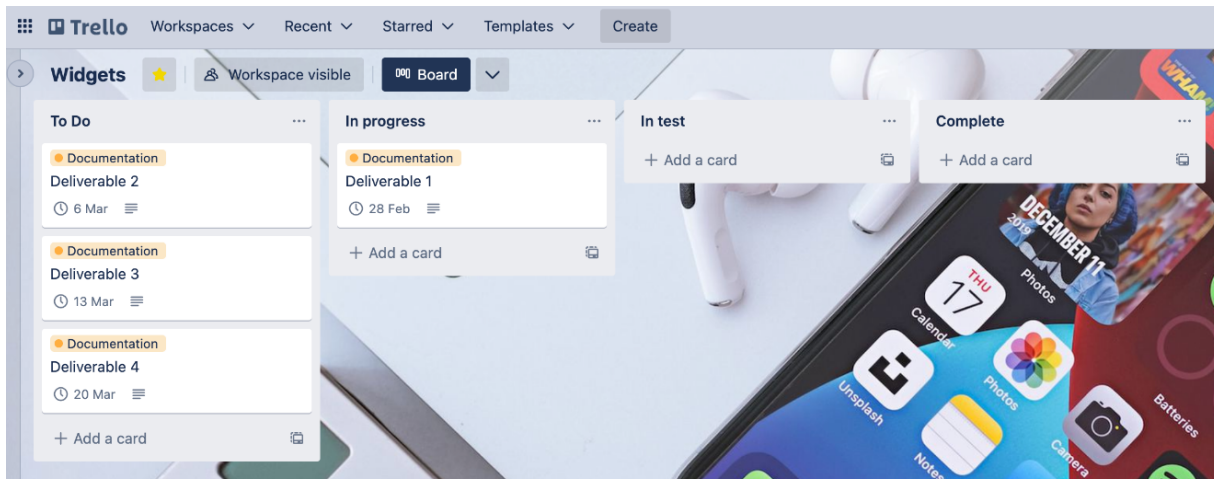 Trello Workspaces Recent Starred Templates Create
Widgets Workspace visible Board
To Do
Documentation
Deliverable 2
6 Mar
Documentation
Deliverable 3
13 Mar
Documentation
Deliverable 4
20 Mar
+ Add a card
In progress
Documentation
Deliverable 1
28 Feb
+ Add a card
In test
+ Add a card
Complete
+ Add a card
WHAM!
DECEMBER 11
2019
Photos
THU
17
Calendar
Photos
Batteries
Unsplash
Notes
Camera